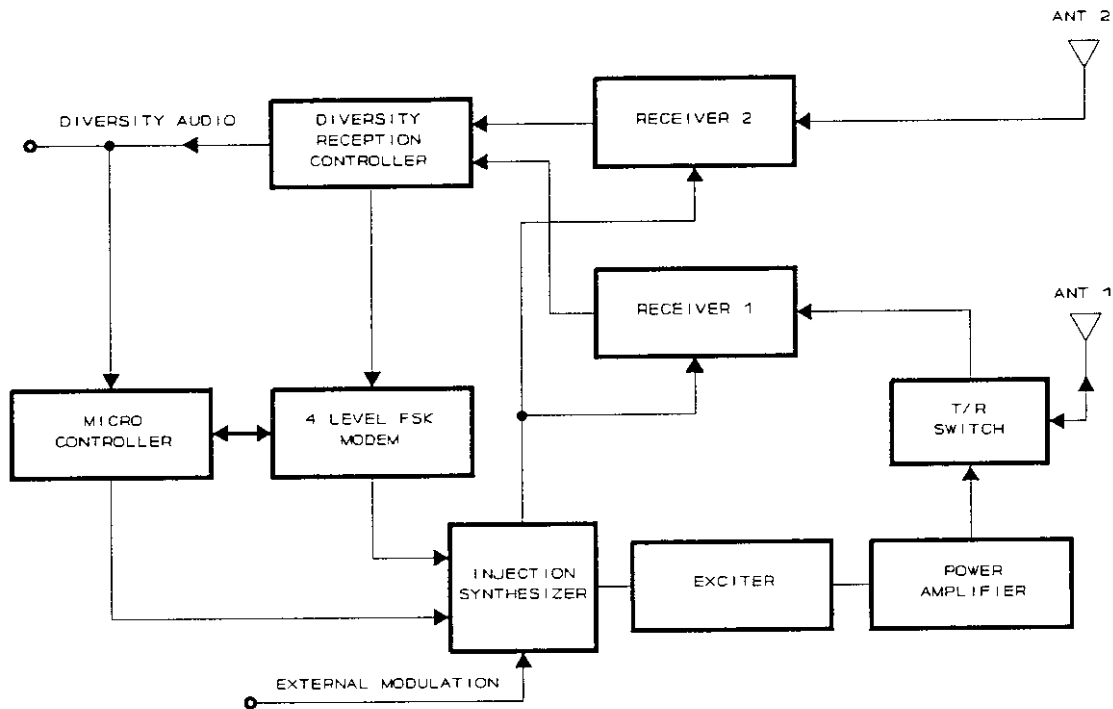 ANT 2
DIVERSITY AUDIO
DIVERSITY
RECEPTION
CONTROLLER
RECEIVER 2
RECEIVER 1
ANT 1
MICRO
CONTROLLER
4 LEVEL FSK
MODEM
T/R
SWITCH
INJECTION
SYNTHESIZER
EXCITER
POWER
AMPLIFIER
EXTERNAL MODULATION